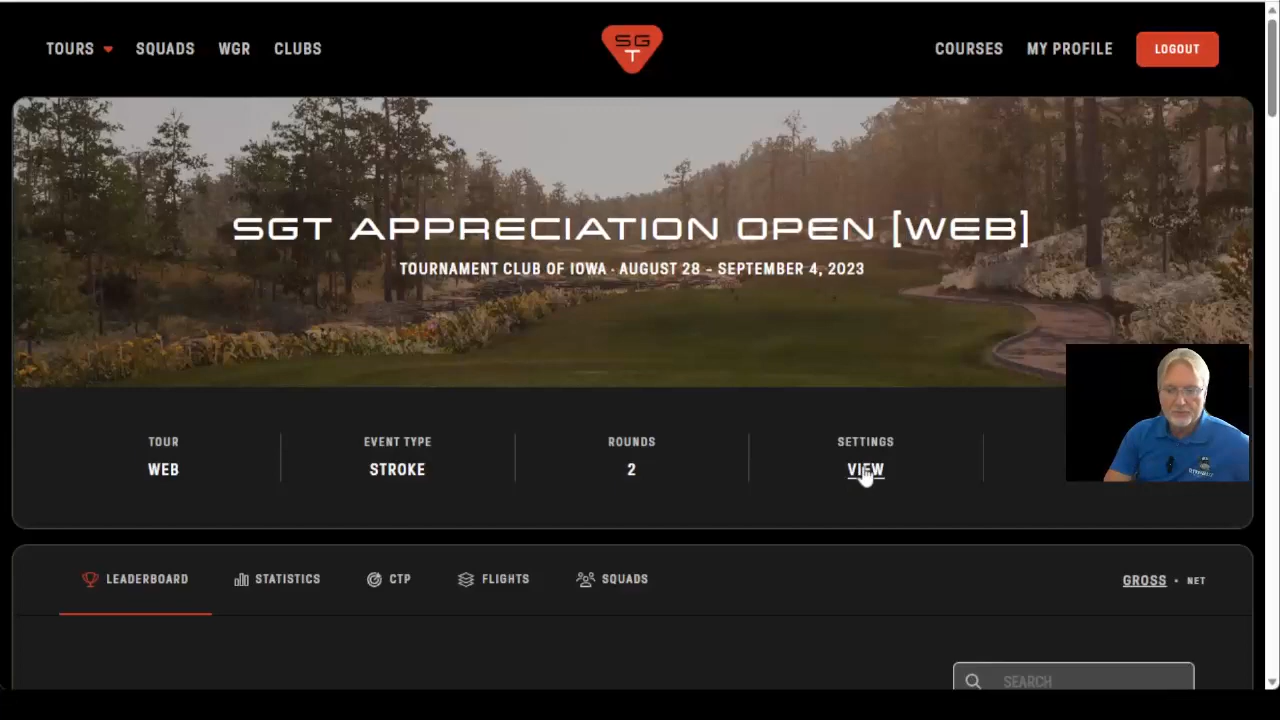 TOURS SQUADS WGR CLUBS
SGT
COURSES MY PROFILE LOGOUT
SGT APPRECIATION OPEN [WEB]
TOURNAMENT CLUB OF IOWA · AUGUST 28 - SEPTEMBER 4, 2023
TOUR EVENT TYPE ROUNDS SETTINGS
WEB STROKE 2 VIEW
LEADERBOARD STATISTICS CTP FLIGHTS SQUADS GROSS • NET
SEARCH